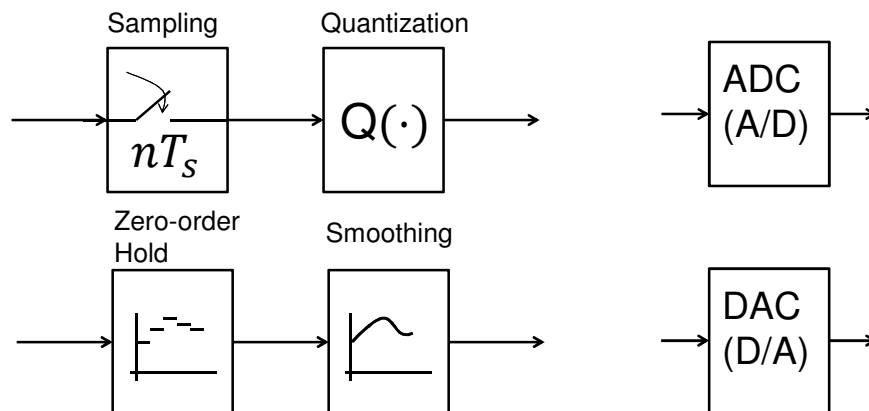 Sampling
Quantization
nT_s
Q(·)
ADC
(A/D)
Zero-order
Hold
Smoothing
DAC
(D/A)